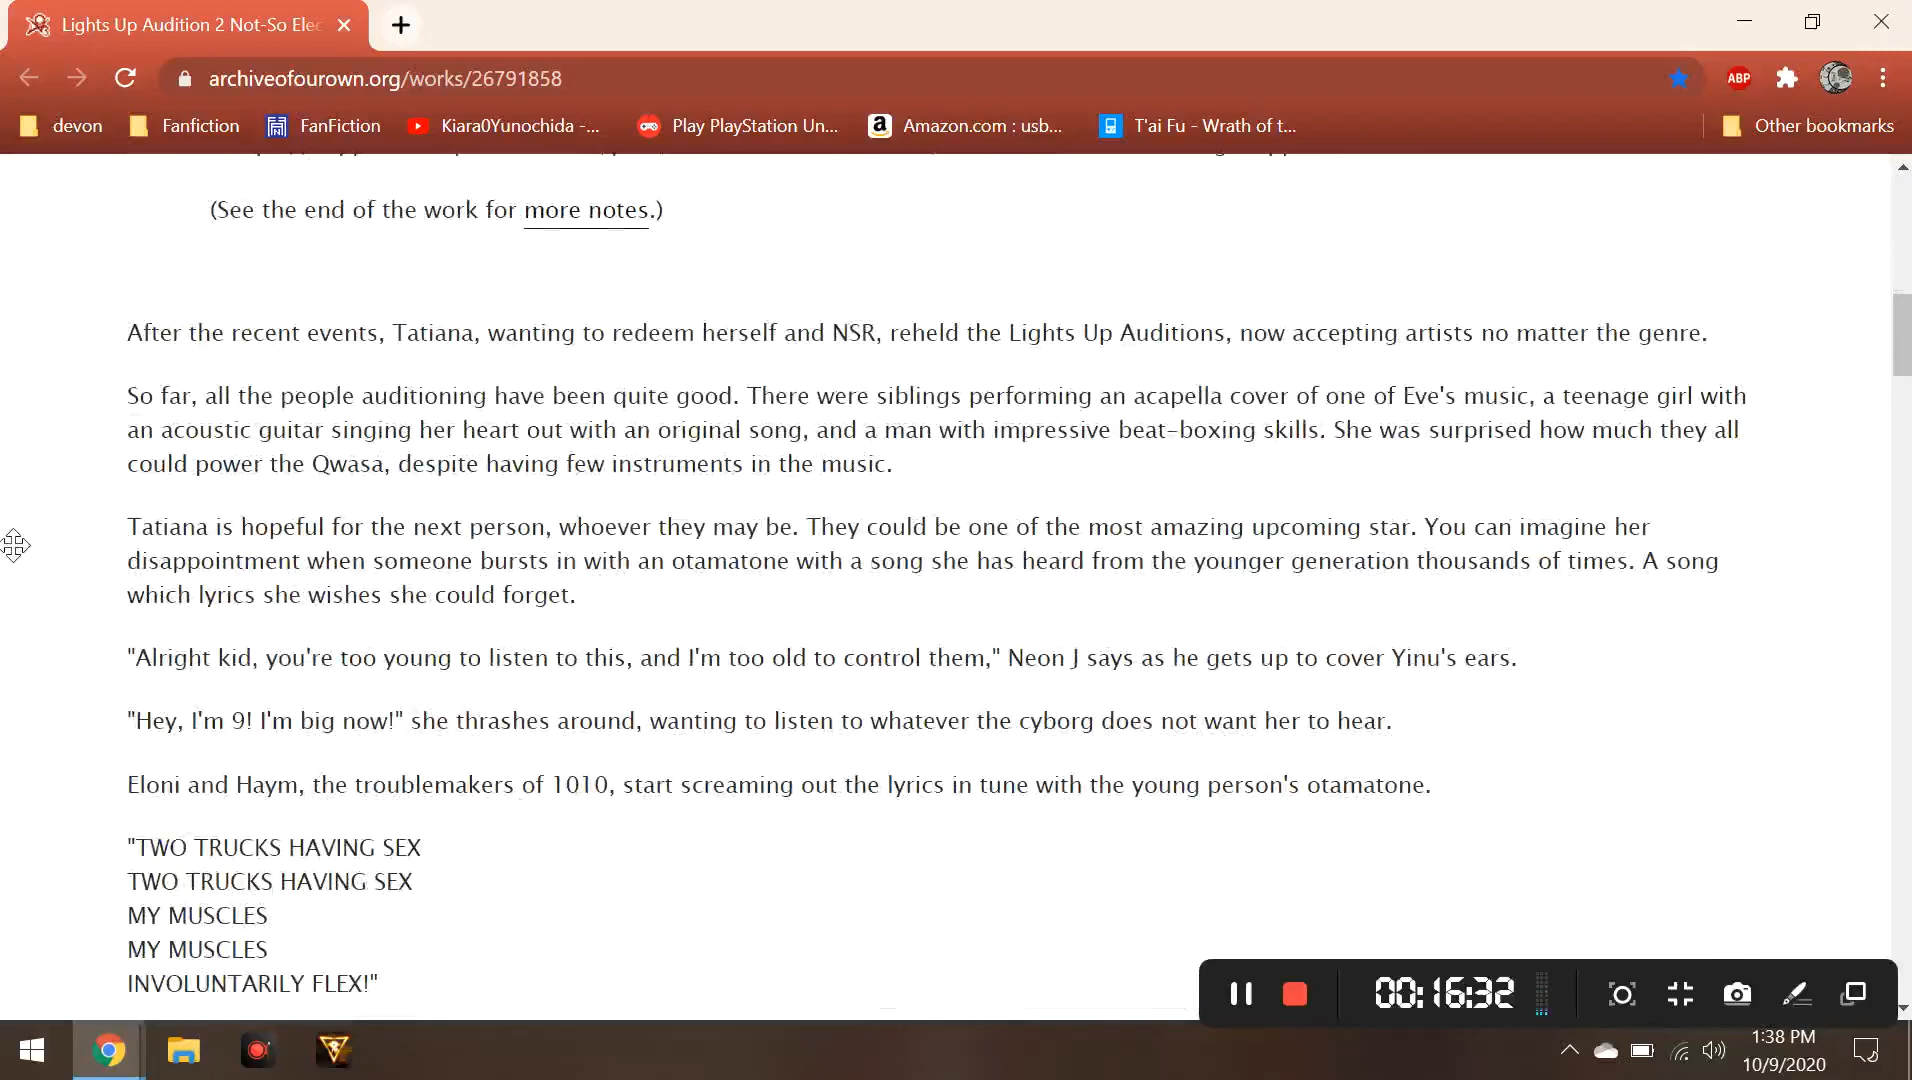 Lights Up Audition 2 Not-So Elec
archiveofourown.org/works/26791858
ABP
devon
Fanfiction
FanFiction
Kiara0Yunochida -...
Play PlayStation Un...
Amazon.com : usb...
T'ai Fu - Wrath of t...
Other bookmarks
(See the end of the work for more notes.)
After the recent events, Tatiana, wanting to redeem herself and NSR, reheld the Lights Up Auditions, now accepting artists no matter the genre.
So far, all the people auditioning have been quite good. There were siblings performing an acapella cover of one of Eve's music, a teenage girl with
an acoustic guitar singing her heart out with an original song, and a man with impressive beat-boxing skills. She was surprised how much they all
could power the Qwasa, despite having few instruments in the music.
Tatiana is hopeful for the next person, whoever they may be. They could be one of the most amazing upcoming star. You can imagine her
disappointment when someone bursts in with an otamatone with a song she has heard from the younger generation thousands of times. A song
which lyrics she wishes she could forget.
"Alright kid, you're too young to listen to this, and I'm too old to control them," Neon J says as he gets up to cover Yinu's ears.
"Hey, I'm 9! I'm big now!" she thrashes around, wanting to listen to whatever the cyborg does not want her to hear.
Eloni and Haym, the troublemakers of 1010, start screaming out the lyrics in tune with the young person's otamatone.
"TWO TRUCKS HAVING SEX
TWO TRUCKS HAVING SEX
MY MUSCLES
MY MUSCLES
INVOLUNTARILY FLEX!"
00:16:32
1:38 PM
10/9/2020